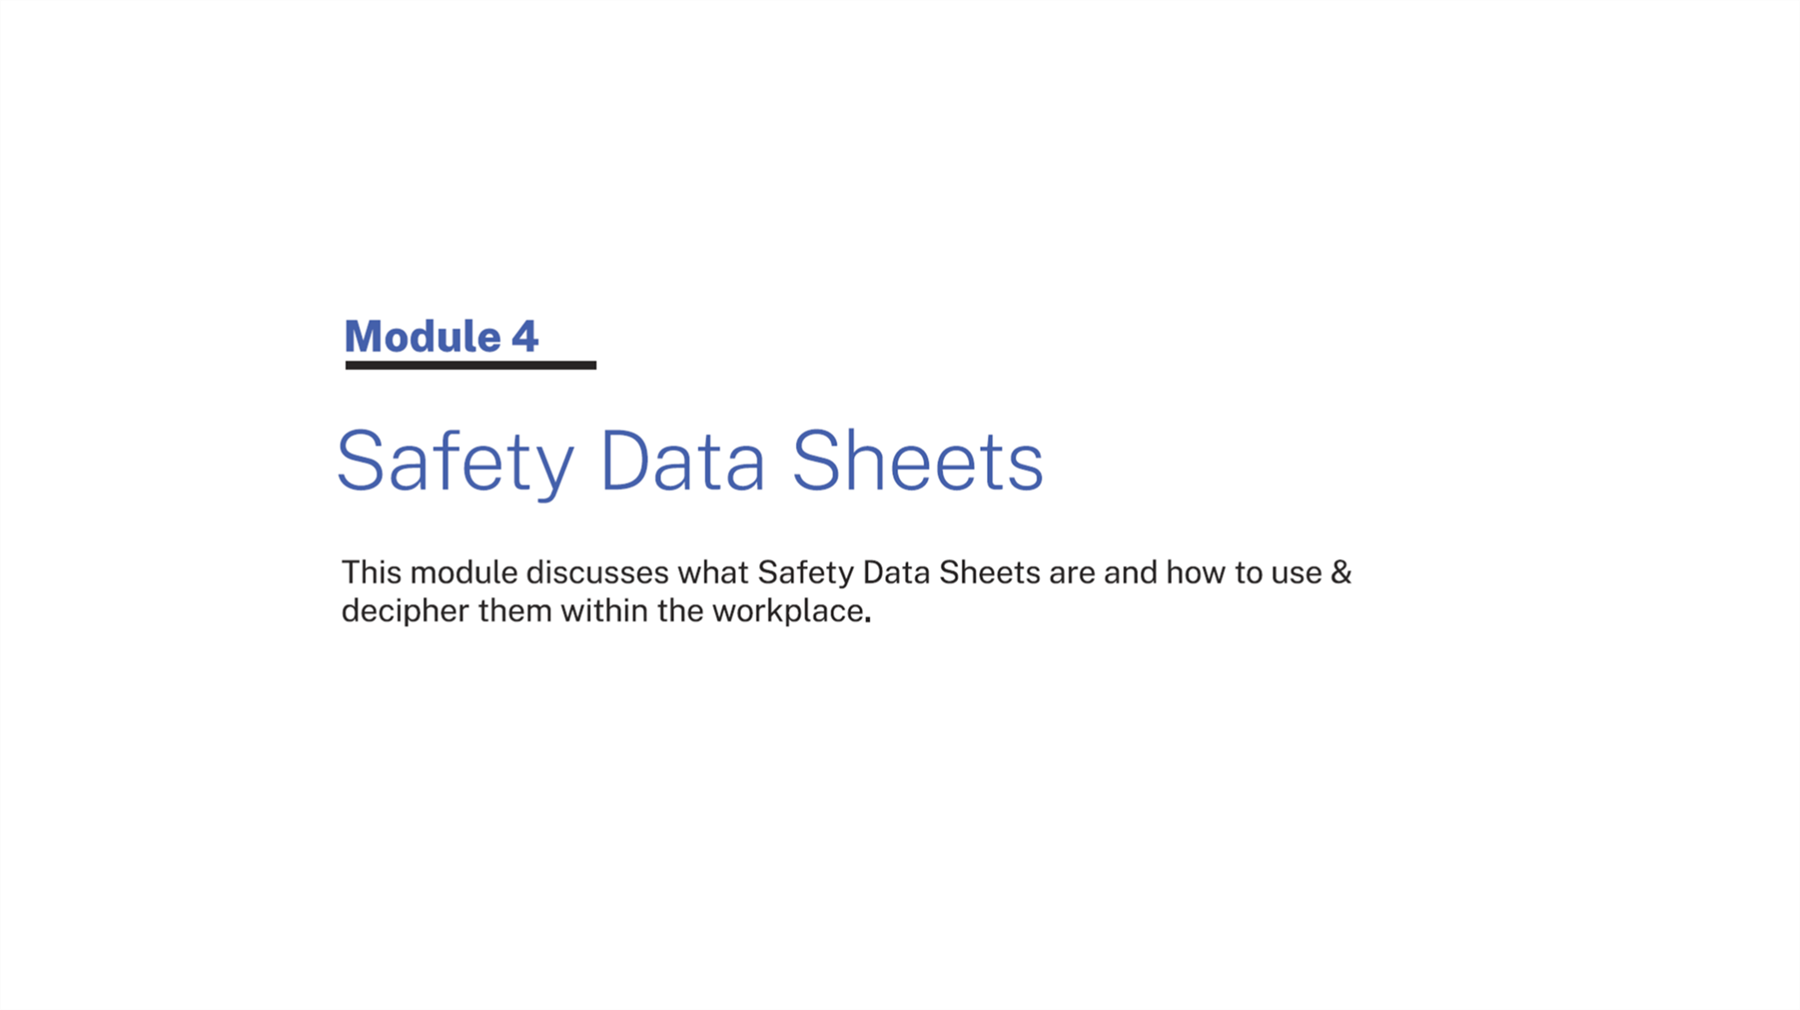 Module 4
Safety Data Sheets
This module discusses what Safety Data Sheets are and how to use &
decipher them within the workplace.